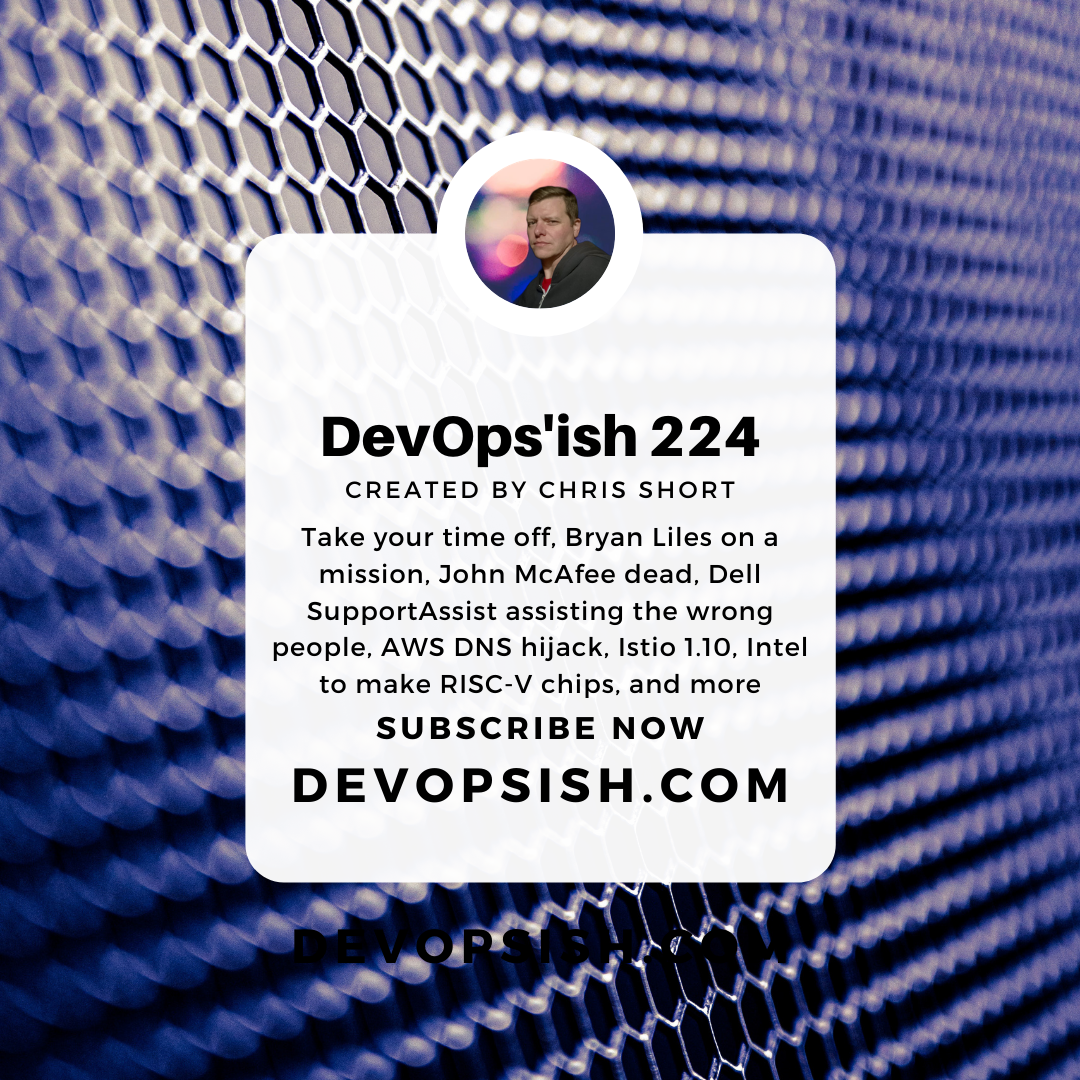 DevOps'ish 224
CREATED BY CHRIS SHORT
Take your time off, Bryan Liles on a
mission, John McAfee dead, Dell
SupportAssist assisting the wrong
people, AWS DNS hijack, Istio 1.10, Intel
to make RISC-V chips, and more
SUBSCRIBE NOW
DEVOPSISH.COM
DEVOPSISH.COM